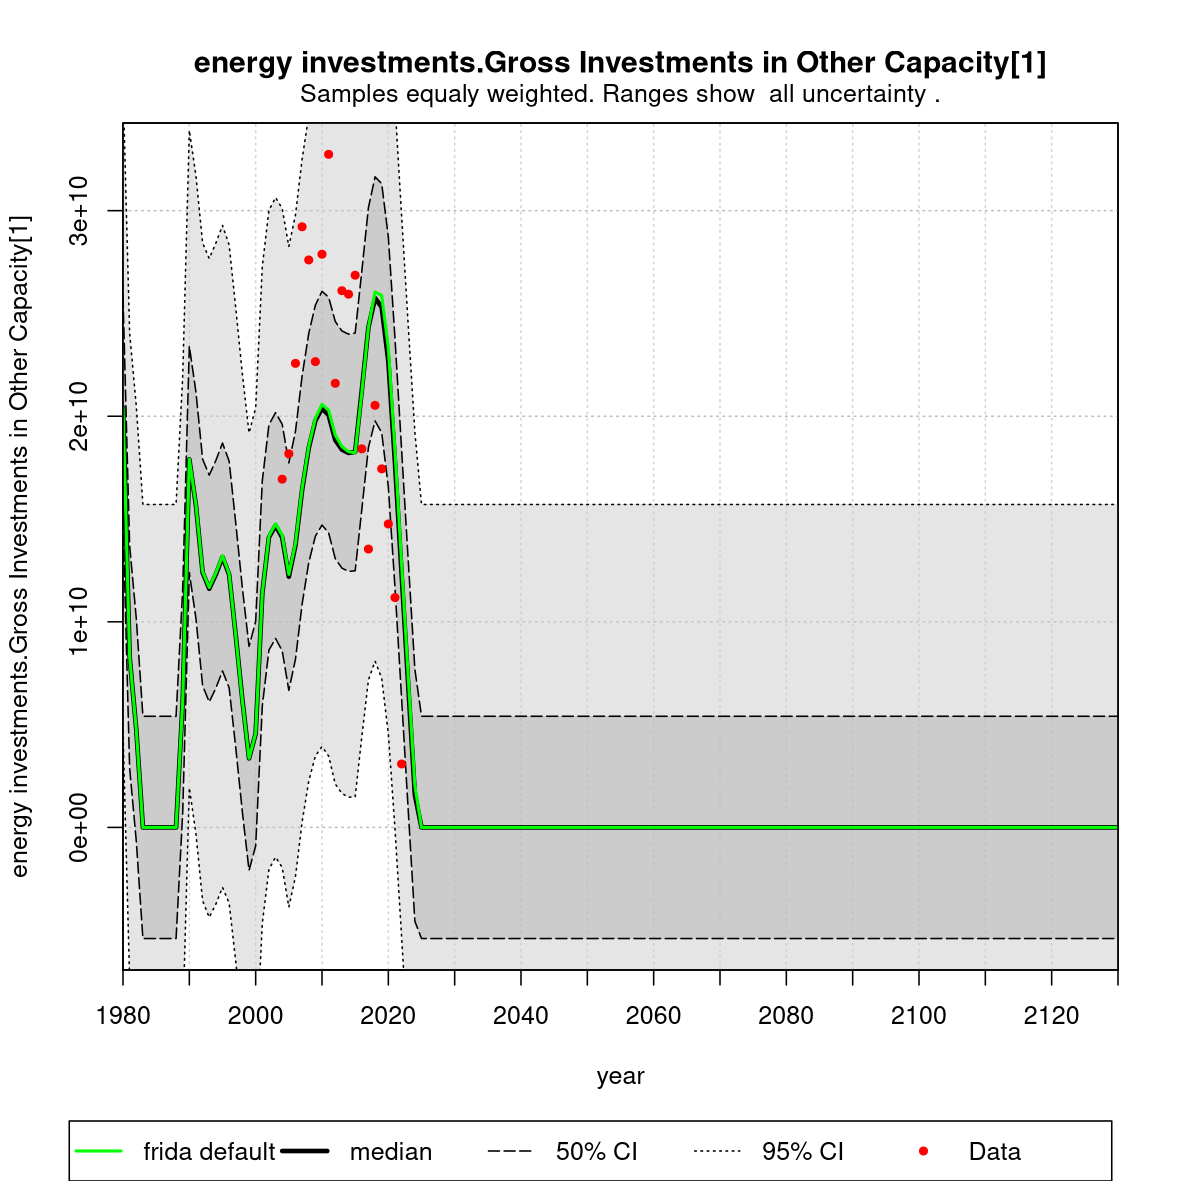 energy investments.Gross Investments in Other Capacity[1]
Samples equaly weighted. Ranges show  all uncertainty .
energy investments.Gross Investments in Other Capacity[1]
3e+10
2e+10
1e+10
0e+00
1980 2000 2020 2040 2060 2080 2100 2120
year
frida default median 50% CI 95% CI Data